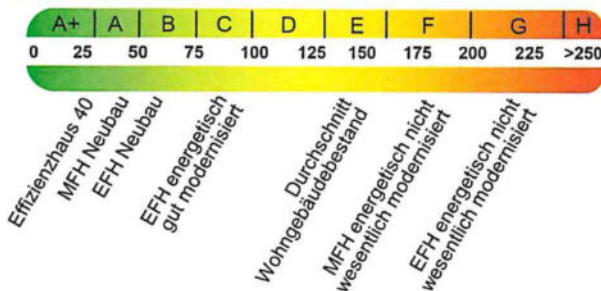 A+ A B C D E F G H
0 25 50 75 100 125 150 175 200 225 >250
Effizienzhaus 40
MFH Neubau
EFH Neubau
EFH energetisch
gut modernisiert
Durchschnitt
Wohngebäudebestand
MFH energetisch nicht
wesentlich modernisiert
EFH energetisch nicht
wesentlich modernisiert